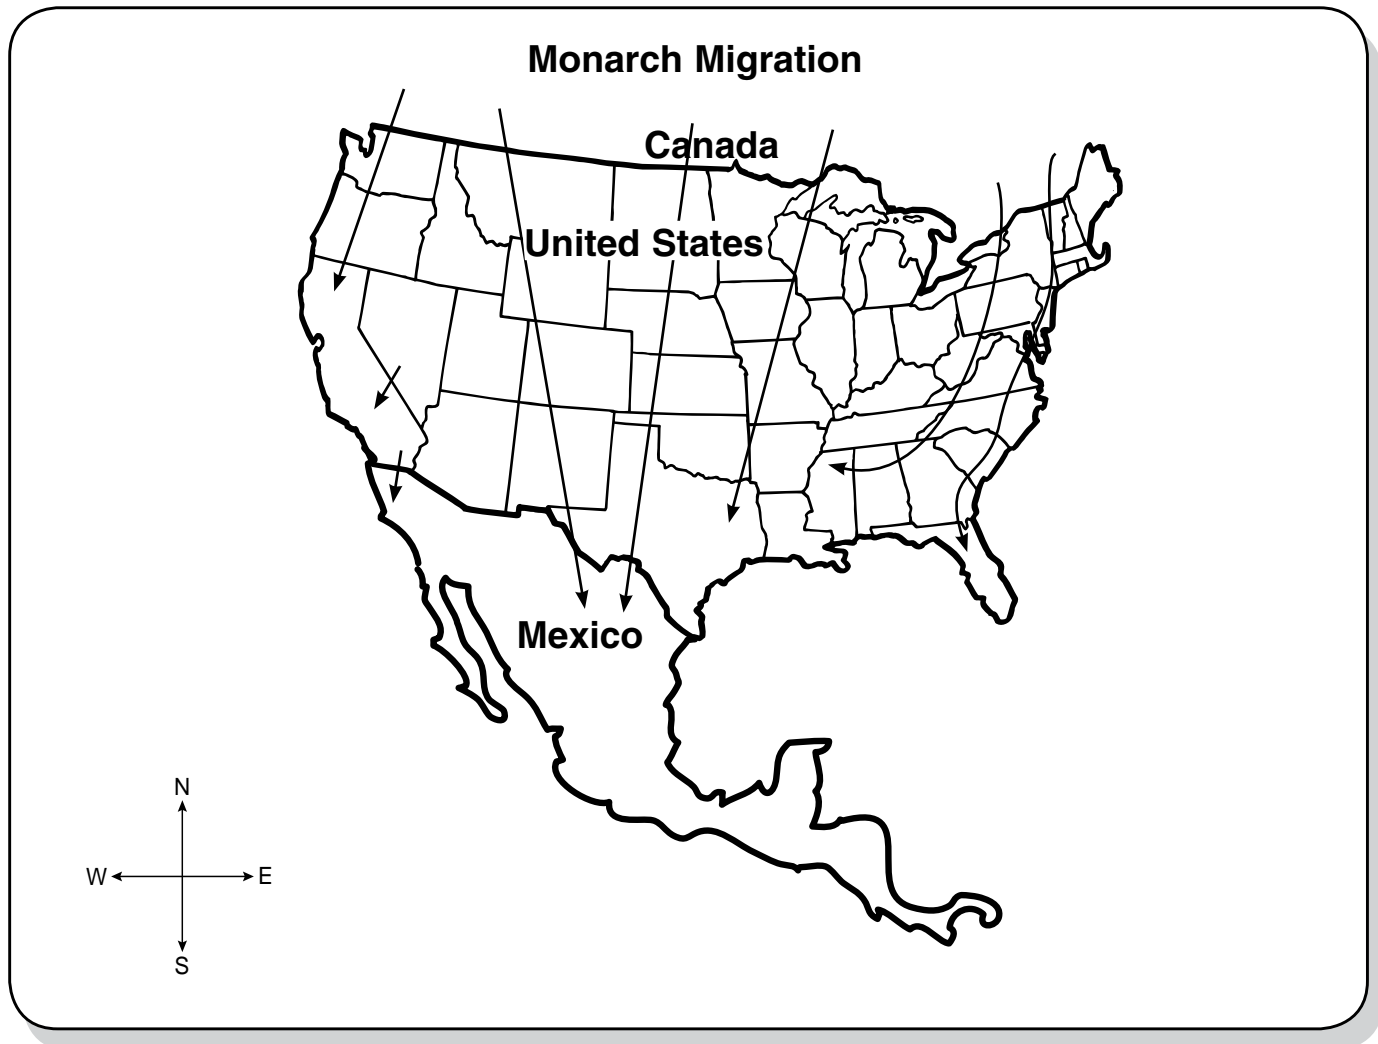 Monarch Migration
Canada
United States
Mexico
N
W E
S